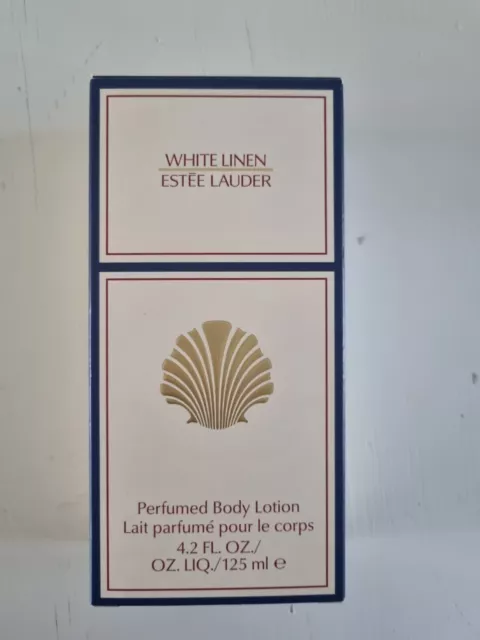 WHITE LINEN
ESTĒE LAUDER
Perfumed Body Lotion
Lait parfumé pour le corps
4.2 FL. OZ./
OZ. LIQ./125 ml ℮